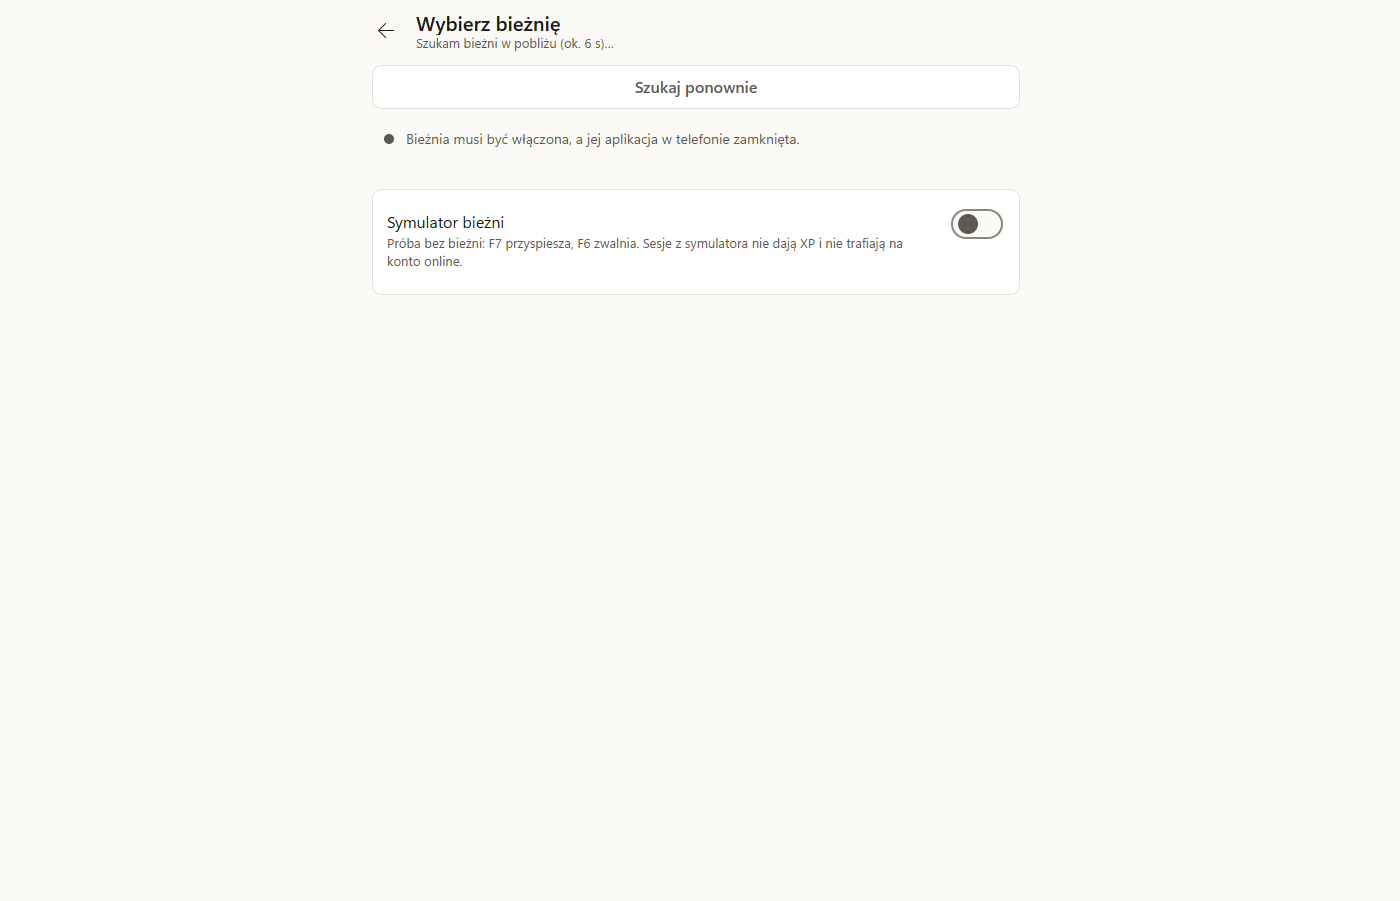 Wybierz bieżnię
Szukam bieżni w pobliżu (ok. 6 s)...
Szukaj ponownie
Bieżnia musi być włączona, a jej aplikacja w telefonie zamknięta.
Symulator bieżni
Próba bez bieżni: F7 przyspiesza, F6 zwalnia. Sesje z symulatora nie dają XP i nie trafiają na
konto online.